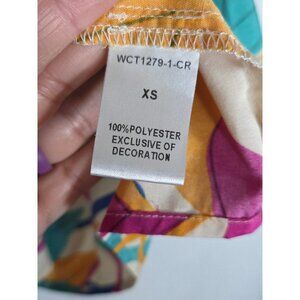 WCT1279-1-CR
XS
100%POLYESTER
EXCLUSIVE OF
DECORATION